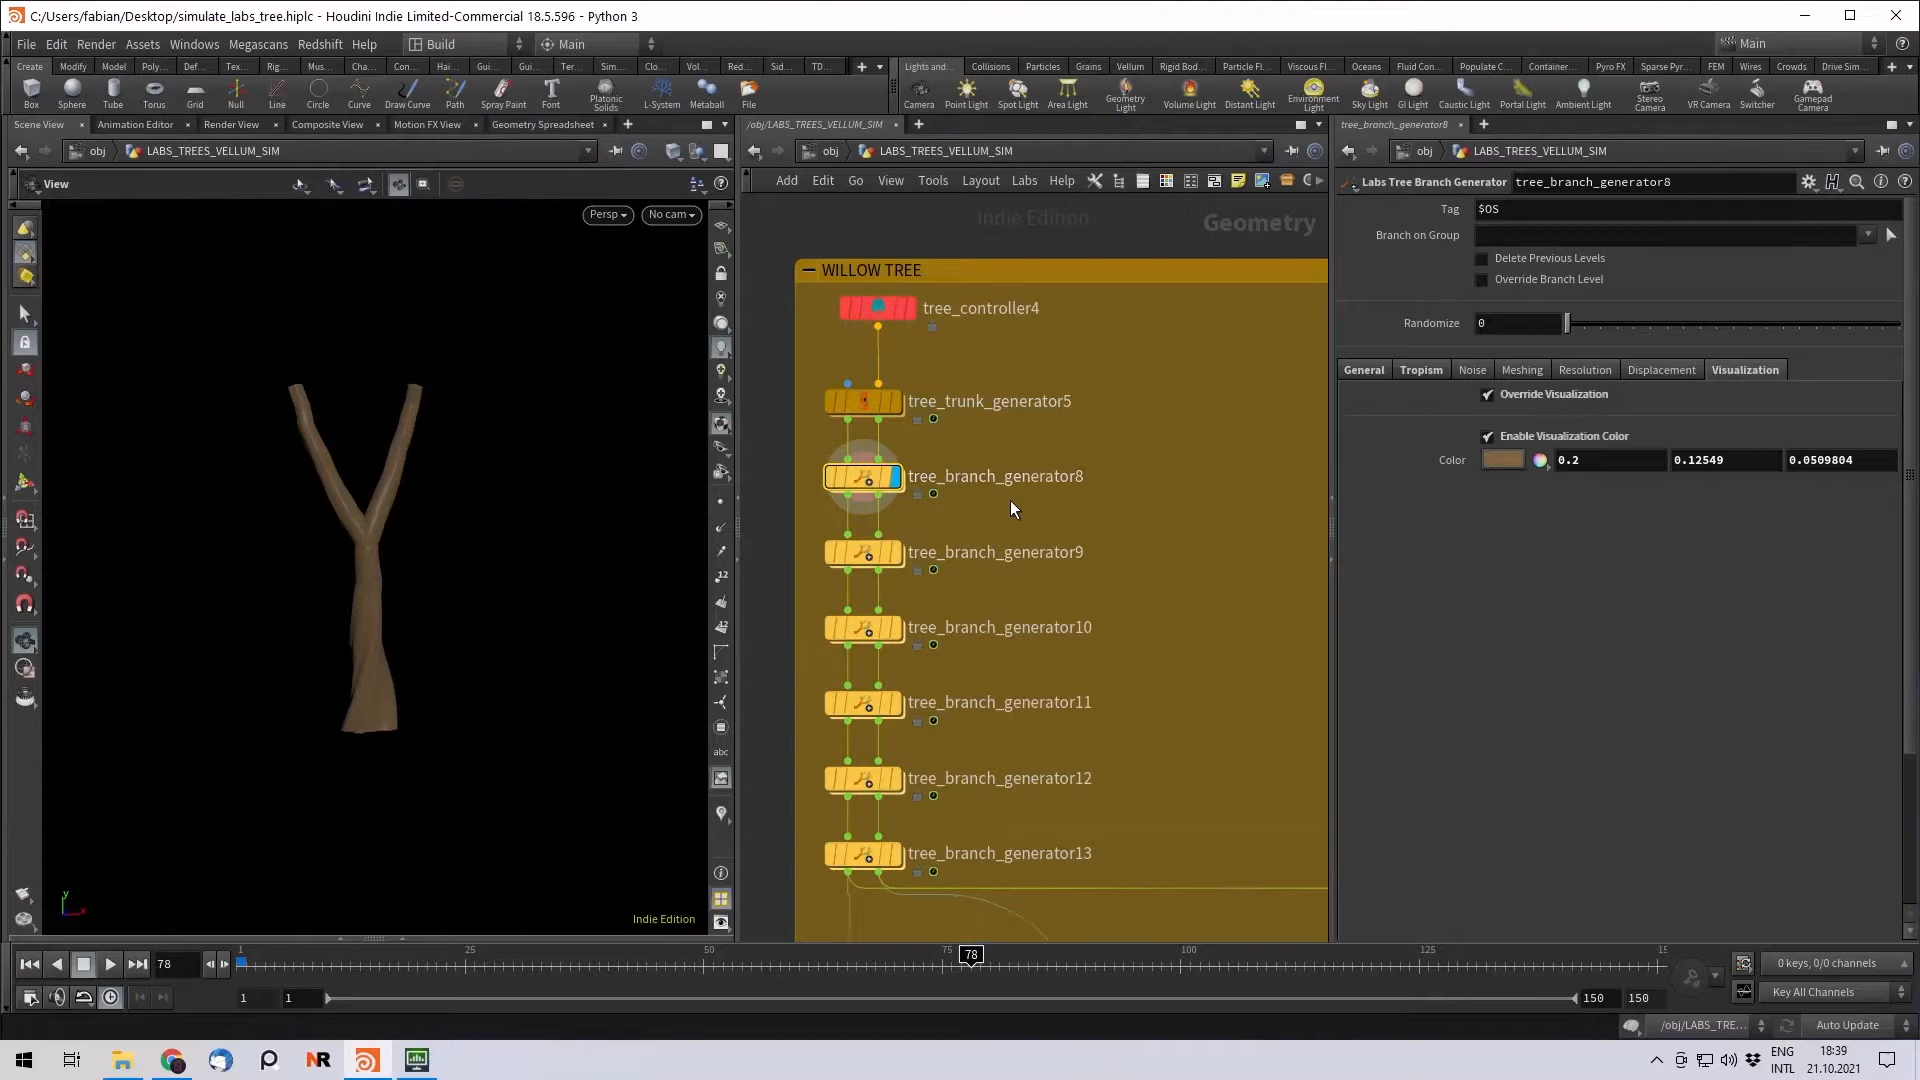 C:/Users/fabian/Desktop/simulate_labs_tree.hiplc - Houdini Indie Limited-Commercial 18.5.596 - Python 3
File Edit Render Assets Windows Megascans Redshift Help Build Main Main
Create Modify Model Poly... Def... Tex... Rig... Mus... Cha... Con... Hai... Gui... Gui... Ter... Sim... Clo... Vol... Red... Sid... TD... Lights and... Collisions Particles Grains Vellum Rigid Bod... Particle Fl... Viscous Fl... Oceans Fluid Con... Populate C... Container... Pyro FX Sparse Pyr... FEM Wires Crowds Drive Sim...
Box Sphere Tube Torus Grid Null Line Circle Curve Draw Curve Path Spray Paint Font Platonic Solids L-System Metaball File Camera Point Light Spot Light Area Light Geometry Light Volume Light Distant Light Environment Light Sky Light GI Light Caustic Light Portal Light Ambient Light Stereo Camera VR Camera Switcher Gamepad Camera
Scene View Animation Editor Render View Composite View Motion FX View Geometry Spreadsheet /obj/LABS_TREES_VELLUM_SIM tree_branch_generator8
obj LABS_TREES_VELLUM_SIM obj LABS_TREES_VELLUM_SIM obj LABS_TREES_VELLUM_SIM
View Add Edit Go View Tools Layout Labs Help Labs Tree Branch Generator tree_branch_generator8
Persp No cam
Indie Edition Geometry
Tag $OS
Branch on Group
Delete Previous Levels
Override Branch Level
Randomize 0
General Tropism Noise Meshing Resolution Displacement Visualization
Override Visualization
Enable Visualization Color
Color 0.2 0.12549 0.0509804
WILLOW TREE
tree_controller4
tree_trunk_generator5
tree_branch_generator8
tree_branch_generator9
tree_branch_generator10
tree_branch_generator11
tree_branch_generator12
tree_branch_generator13
12
12
abc
y
x
Indie Edition
78 1 25 50 75 78 100 125 15
0 keys, 0/0 channels
1 1 150 150 Key All Channels
/obj/LABS_TRE... Auto Update
NR ENG INTL 18:39 21.10.2021